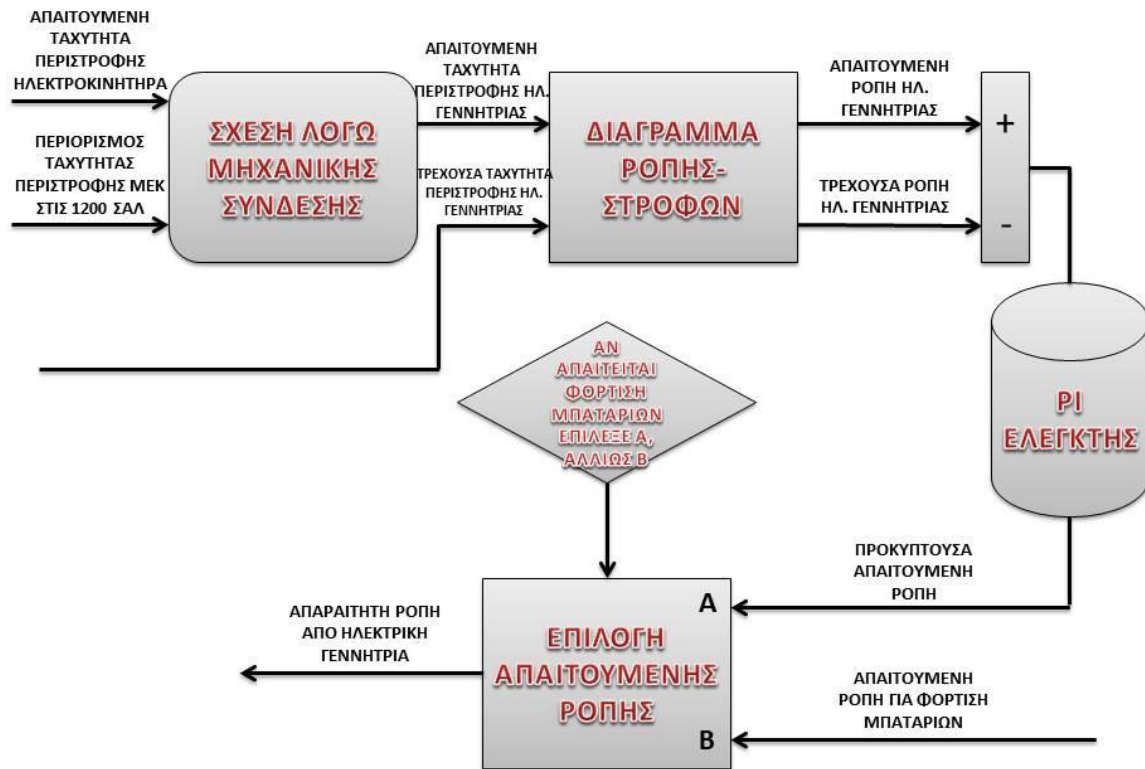 ΑΠΑΙΤΟΥΜΕΝΗ
ΤΑΧΥΤΗΤΑ
ΠΕΡΙΣΤΡΟΦΗΣ
ΗΛΕΚΤΡΟΚΙΝΗΤΗΡΑ
ΠΕΡΙΟΡΙΣΜΟΣ
ΤΑΧΥΤΗΤΑΣ
ΠΕΡΙΣΤΡΟΦΗΣ ΜΕΚ
ΣΤΙΣ 1200 ΣΑΛ
ΣΧΕΣΗ ΛΟΓΩ
ΜΗΧΑΝΙΚΗΣ
ΣΥΝΔΕΣΗΣ
ΑΠΑΙΤΟΥΜΕΝΗ
ΤΑΧΥΤΗΤΑ
ΠΕΡΙΣΤΡΟΦΗΣ ΗΛ.
ΓΕΝΝΗΤΡΙΑΣ
ΤΡΕΧΟΥΣΑ ΤΑΧΥΤΗΤΑ
ΠΕΡΙΣΤΡΟΦΗΣ ΗΛ.
ΓΕΝΝΗΤΡΙΑΣ
ΔΙΑΓΡΑΜΜΑ
ΡΟΠΗΣ-
ΣΤΡΟΦΩΝ
ΑΠΑΙΤΟΥΜΕΝΗ
ΡΟΠΗ ΗΛ.
ΓΕΝΝΗΤΡΙΑΣ
ΤΡΕΧΟΥΣΑ ΡΟΠΗ
ΗΛ. ΓΕΝΝΗΤΡΙΑΣ
+
-
ΑΝ
ΑΠΑΙΤΕΙΤΑΙ
ΦΟΡΤΙΣΗ
ΜΠΑΤΑΡΙΩΝ
ΕΠΙΛΕΞΕ Α,
ΑΛΛΙΩΣ Β
PI
ΕΛΕΓΚΤΗΣ
ΠΡΟΚΥΠΤΟΥΣΑ
ΑΠΑΙΤΟΥΜΕΝΗ
ΡΟΠΗ
ΑΠΑΡΑΙΤΗΤΗ ΡΟΠΗ
ΑΠΟ ΗΛΕΚΤΡΙΚΗ
ΓΕΝΝΗΤΡΙΑ
Α
ΕΠΙΛΟΓΗ
ΑΠΑΙΤΟΥΜΕΝΗΣ
ΡΟΠΗΣ
Β
ΑΠΑΙΤΟΥΜΕΝΗ
ΡΟΠΗ ΓΙΑ ΦΟΡΤΙΣΗ
ΜΠΑΤΑΡΙΩΝ